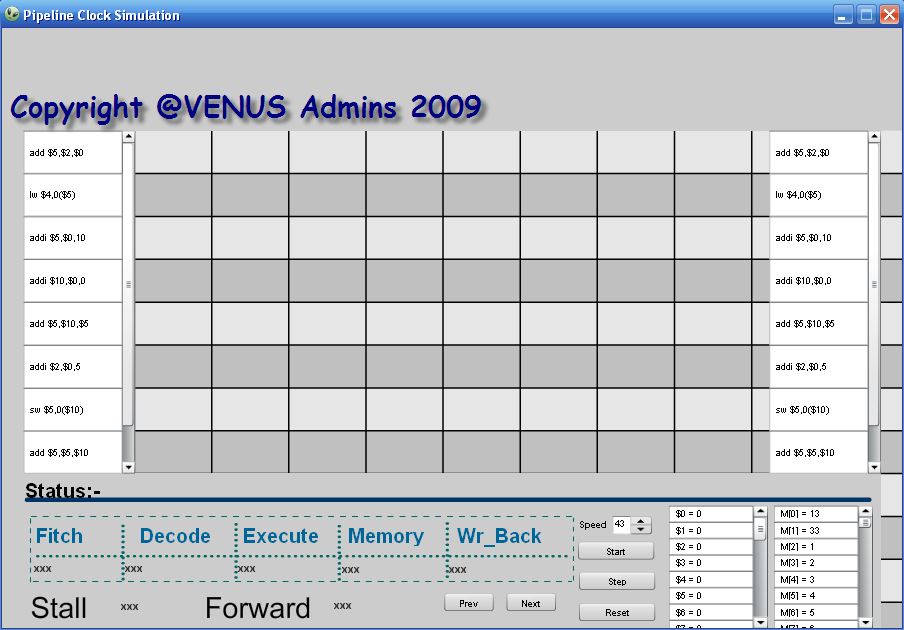 Pipeline Clock Simulation
Copyright @VENUS Admins 2009
add $5,$2,$0
lw $4,0($5)
addi $5,$0,10
addi $10,$0,0
add $5,$10,$5
addi $2,$0,5
sw $5,0($10)
add $5,$5,$10
add $5,$2,$0
lw $4,0($5)
addi $5,$0,10
addi $10,$0,0
add $5,$10,$5
addi $2,$0,5
sw $5,0($10)
add $5,$5,$10
Status:-
Fitch Decode Execute Memory Wr_Back
xxx xxx xxx xxx xxx
Stall xxx Forward xxx
Prev Next
Speed 43
Start
Step
Reset
$0 = 0
$1 = 0
$2 = 0
$3 = 0
$4 = 0
$5 = 0
$6 = 0
$7 = 0
M[0] = 13
M[1] = 33
M[2] = 1
M[3] = 2
M[4] = 3
M[5] = 4
M[6] = 5
M[7] = 6